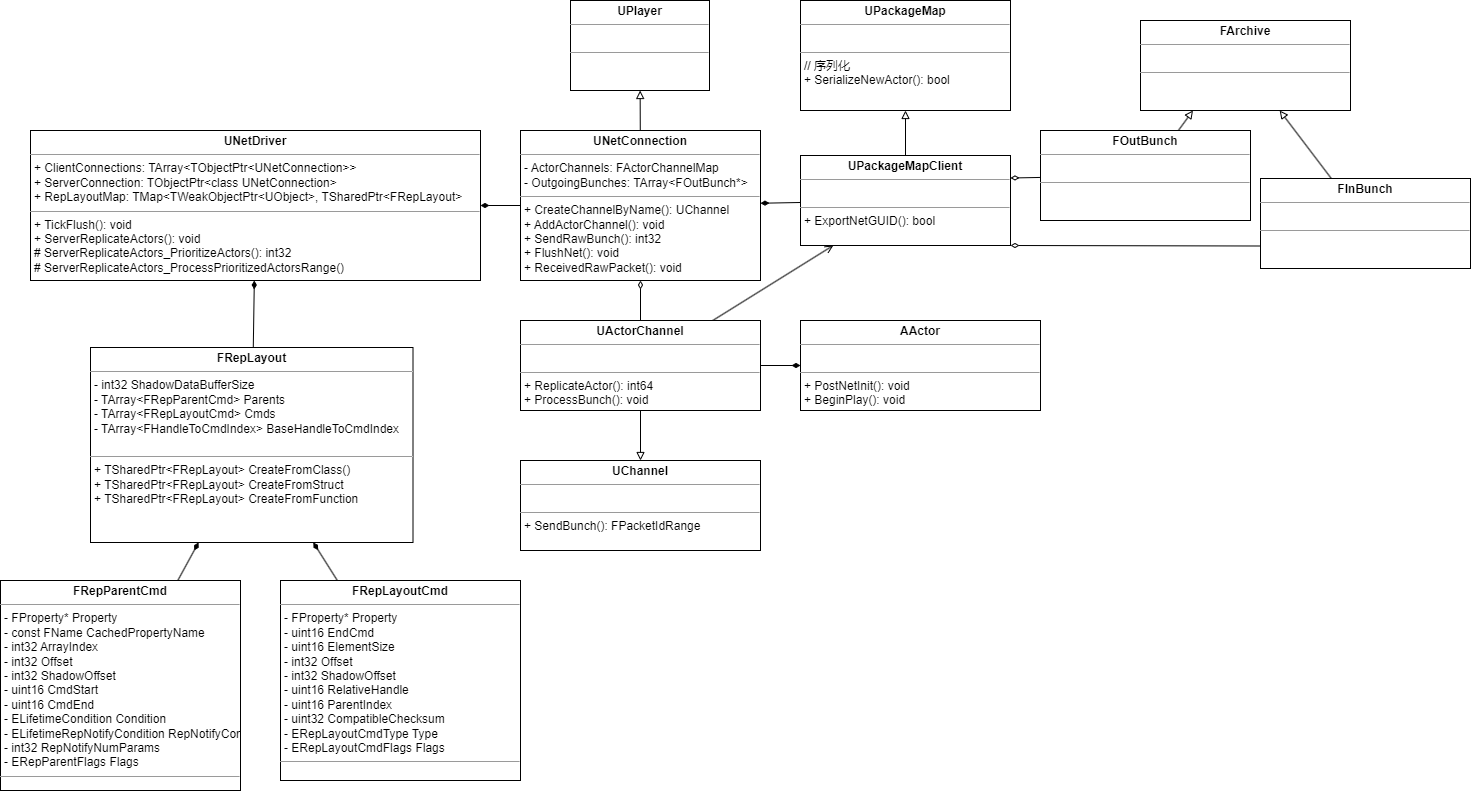 UPlayer
UPackageMap
// 序列化
+ SerializeNewActor(): bool
FArchive
UNetDriver
+ ClientConnections: TArray<TObjectPtr<UNetConnection>>
+ ServerConnection: TObjectPtr<class UNetConnection>
+ RepLayoutMap: TMap<TWeakObjectPtr<UObject>, TSharedPtr<FRepLayout>
+ TickFlush(): void
+ ServerReplicateActors(): void
# ServerReplicateActors_PrioritizeActors(): int32
# ServerReplicateActors_ProcessPrioritizedActorsRange()
UNetConnection
- ActorChannels: FActorChannelMap
- OutgoingBunches: TArray<FOutBunch*>
+ CreateChannelByName(): UChannel
+ AddActorChannel(): void
+ SendRawBunch(): int32
+ FlushNet(): void
+ ReceivedRawPacket(): void
UPackageMapClient
+ ExportNetGUID(): bool
FOutBunch
FInBunch
FRepLayout
- int32 ShadowDataBufferSize
- TArray<FRepParentCmd> Parents
- TArray<FRepLayoutCmd> Cmds
- TArray<FHandleToCmdIndex> BaseHandleToCmdIndex
+ TSharedPtr<FRepLayout> CreateFromClass()
+ TSharedPtr<FRepLayout> CreateFromStruct
+ TSharedPtr<FRepLayout> CreateFromFunction
UActorChannel
+ ReplicateActor(): int64
+ ProcessBunch(): void
AActor
+ PostNetInit(): void
+ BeginPlay(): void
UChannel
+ SendBunch(): FPacketIdRange
FRepParentCmd
- FProperty* Property
- const FName CachedPropertyName
- int32 ArrayIndex
- int32 Offset
- int32 ShadowOffset
- uint16 CmdStart
- uint16 CmdEnd
- ELifetimeCondition Condition
- ELifetimeRepNotifyCondition RepNotifyCor
- int32 RepNotifyNumParams
- ERepParentFlags Flags
FRepLayoutCmd
- FProperty* Property
- uint16 EndCmd
- uint16 ElementSize
- int32 Offset
- int32 ShadowOffset
- uint16 RelativeHandle
- uint16 ParentIndex
- uint32 CompatibleChecksum
- ERepLayoutCmdType Type
- ERepLayoutCmdFlags Flags